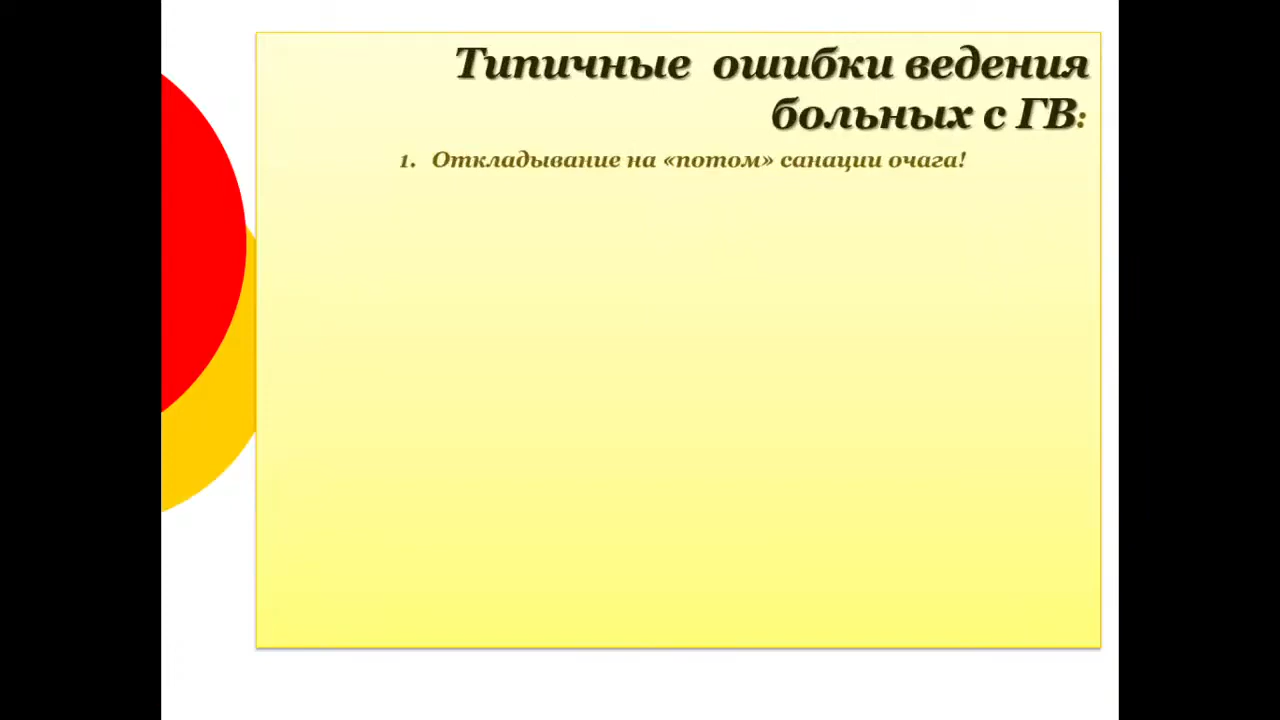 Типичные ошибки ведения
больных с ГВ:
1. Откладывание на «потом» санации очага!